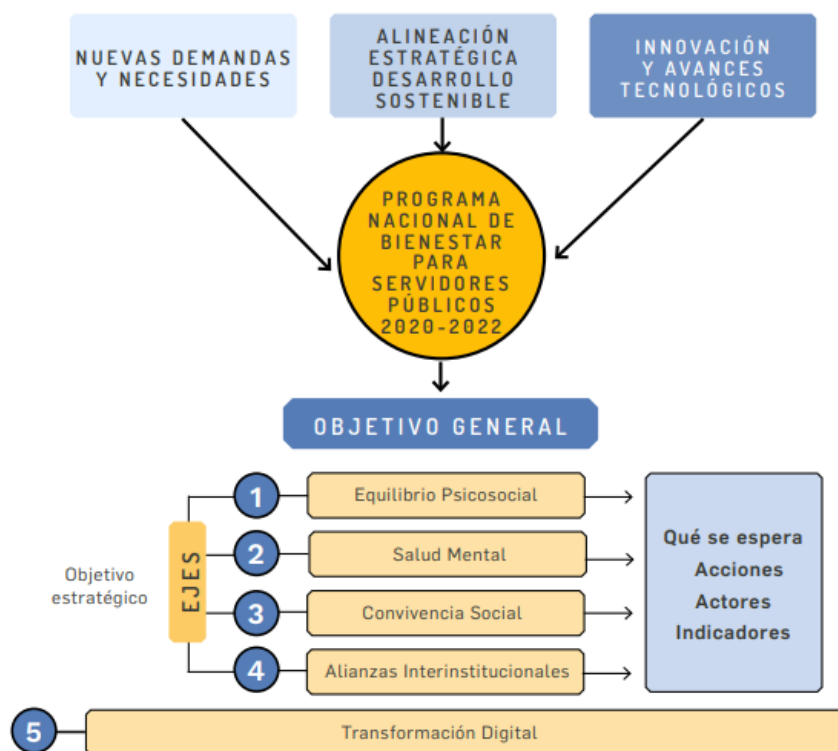 NUEVAS DEMANDAS
Y NECESIDADES
ALINEACIÓN
ESTRATÉGICA
DESARROLLO
SOSTENIBLE
INNOVACIÓN
Y AVANCES
TECNOLÓGICOS
PROGRAMA
NACIONAL DE
BIENESTAR
PARA
SERVIDORES
PÚBLICOS
2020-2022
OBJETIVO GENERAL
Objetivo
estratégico
EJES
1 Equilibrio Psicosocial
2 Salud Mental
3 Convivencia Social
4 Alianzas Interinstitucionales
Qué se espera
Acciones
Actores
Indicadores
5 Transformación Digital